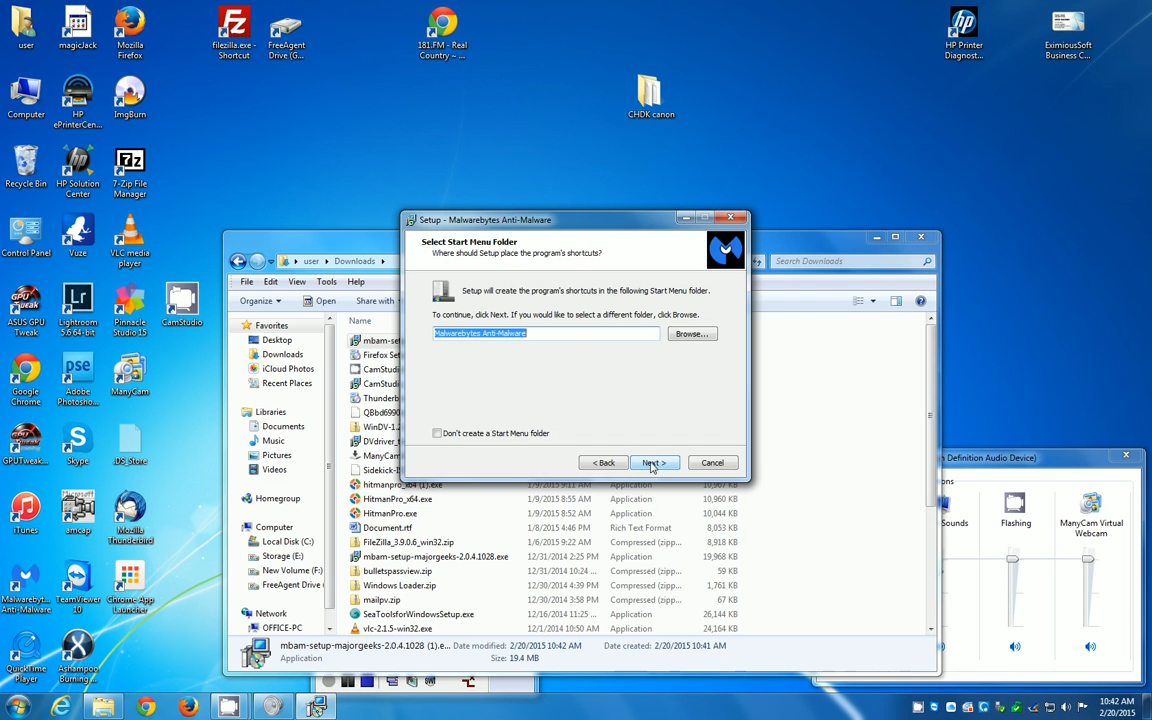 user
magicJack
Mozilla
Firefox
filezilla.exe -
Shortcut
FreeAgent
Drive (G...
181.FM - Real
Country ~ ...
HP Printer
Diagnost...
EximiousSoft
Business C...
Computer
HP
ePrinterCen...
ImgBurn
CHDK canon
Recycle Bin
HP Solution
Center
7-Zip File
Manager
Control Panel
Vuze
VLC media
player
ASUS GPU
Tweak
Lightroom
5.6 64-bit
Pinnacle
Studio 15
CamStudio
Google
Chrome
Adobe
Photosho...
ManyCam
GPUTweak...
Skype
.DS_Store
iTunes
amcap
Mozilla
Thunderbird
Malwareby...
Anti-Malware
TeamViewer
10
Chrome App
Launcher
QuickTime
Player
Ashampoo
Burning...
Setup - Malwarebytes Anti-Malware
Select Start Menu Folder
Where should Setup place the program's shortcuts?
Setup will create the program's shortcuts in the following Start Menu folder.
To continue, click Next. If you would like to select a different folder, click Browse.
Malwarebytes Anti-Malware
Browse...
Don't create a Start Menu folder
< Back
Next >
Cancel
user
Downloads
Search Downloads
File
Edit
View
Tools
Help
Organize
Open
Share with
Favorites
Desktop
Downloads
iCloud Photos
Recent Places
Libraries
Documents
Music
Pictures
Videos
Homegroup
Computer
Local Disk (C:)
Storage (E:)
New Volume (F:)
FreeAgent Drive
Network
OFFICE-PC
Name
mbam-se
Firefox Set
CamStudi
CamStud
Thunderb
QBbd6990
WinDV-1.
DVdriver_t
ManyCam
Sidekick-I
hitmanpro_x64 (1).exe 1/9/2015 9:11 AM Application 10,967 KB
HitmanPro_x64.exe 1/9/2015 8:55 AM Application 10,960 KB
HitmanPro.exe 1/9/2015 8:52 AM Application 10,044 KB
Document.rtf 1/8/2015 4:46 PM Rich Text Format 8,053 KB
FileZilla_3.9.0.6_win32.zip 1/6/2015 9:22 AM Compressed (zipp... 8,918 KB
mbam-setup-majorgeeks-2.0.4.1028.exe 12/31/2014 2:25 PM Application 19,968 KB
bulletspassview.zip 12/31/2014 10:24 ... Compressed (zipp... 59 KB
Windows Loader.zip 12/30/2014 4:39 PM Compressed (zipp... 1,761 KB
mailpv.zip 12/30/2014 3:58 PM Compressed (zipp... 67 KB
SeaToolsforWindowsSetup.exe 12/16/2014 11:25 ... Application 26,144 KB
vlc-2.1.5-win32.exe 12/1/2014 10:50 AM Application 24,164 KB
mbam-setup-majorgeeks-2.0.4.1028 (1).e... Date modified: 2/20/2015 10:42 AM Date created: 2/20/2015 10:41 AM
Application Size: 19.4 MB
Definition Audio Device)
ons
Sounds
Flashing
ManyCam Virtual
Webcam
10:42 AM
2/20/2015